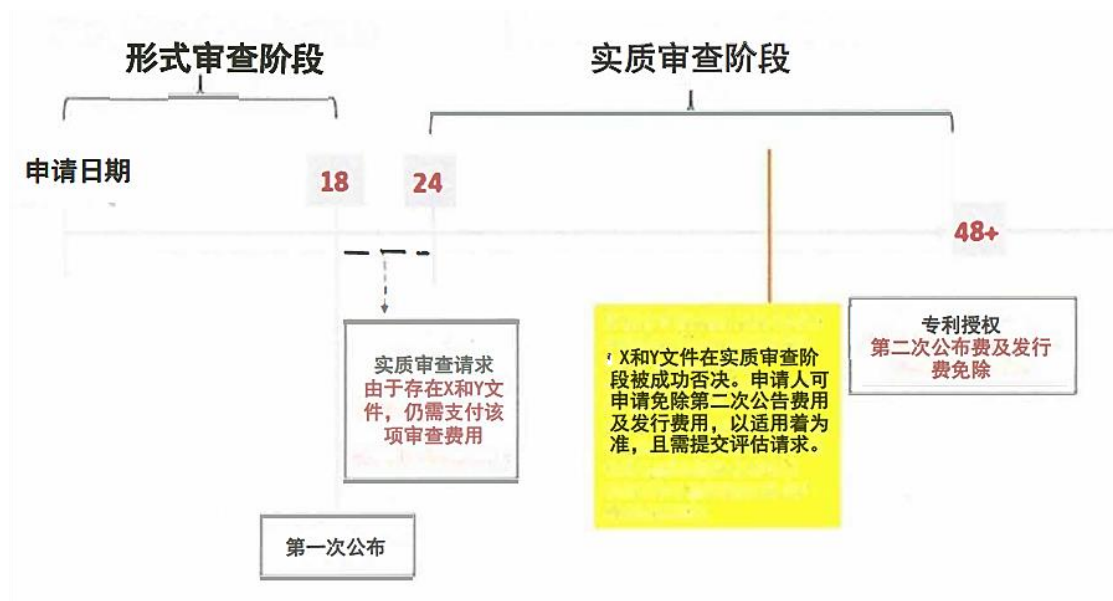 形式审查阶段
实质审查阶段
申请日期
18
24
48+
实质审查请求
由于存在X和Y文
件，仍需支付该
项审查费用
X和Y文件在实质审查阶
段被成功否决。申请人可
申请免除第二次公告费用
及发行费用，以适用着为
准，且需提交评估请求。
专利授权
第二次公布费及发行
费免除
第一次公布